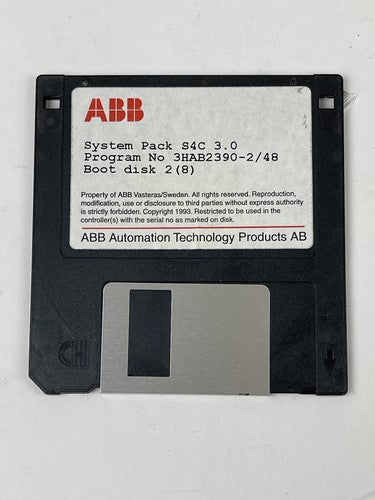 ABB
System Pack S4C 3.0
Program No 3HAB2390-2/48
Boot disk 2(8)
Property of ABB Vasteras/Sweden. All rights reserved. Reproduction,
modification, use or disclosure to third parties without express authority
is strictly forbidden. Copyright 1993. Restricted to be used in the
controller(s) with the serial no as marked on disk.
ABB Automation Technology Products AB